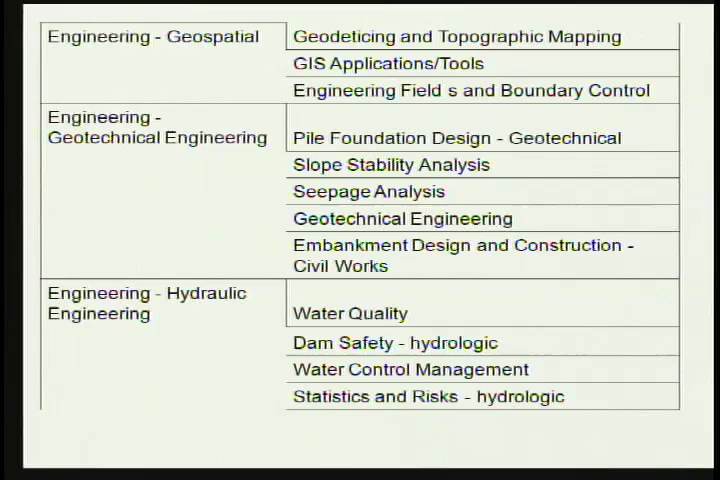 Engineering - Geospatial
Geodeticing and Topographic Mapping
GIS Applications/Tools
Engineering Field s and Boundary Control
Engineering -
Geotechnical Engineering
Pile Foundation Design - Geotechnical
Slope Stability Analysis
Seepage Analysis
Geotechnical Engineering
Embankment Design and Construction -
Civil Works
Engineering - Hydraulic
Engineering
Water Quality
Dam Safety - hydrologic
Water Control Management
Statistics and Risks - hydrologic